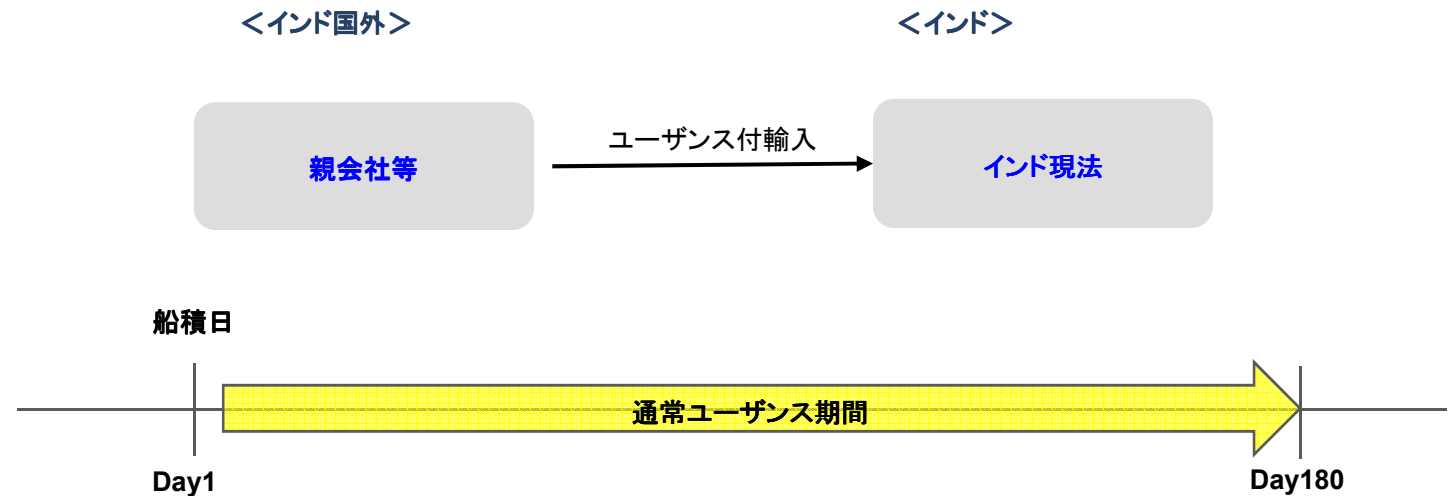 ＜インド国外＞
＜インド＞
親会社等
ユーザンス付輸入
インド現法
船積日
通常ユーザンス期間
Day1
Day180